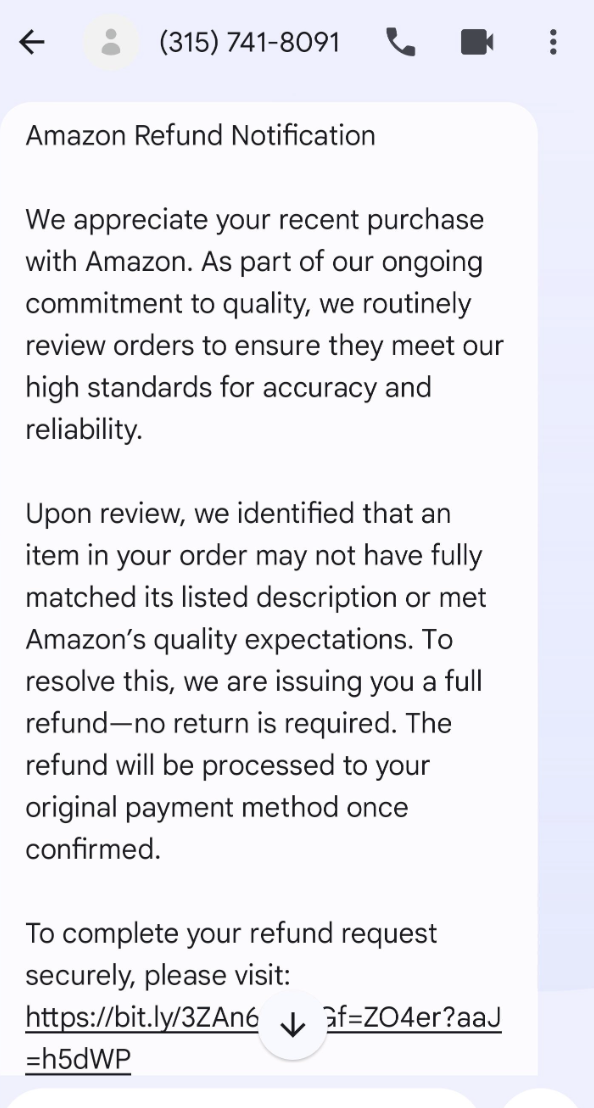 (315) 741-8091
Amazon Refund Notification
We appreciate your recent purchase
with Amazon. As part of our ongoing
commitment to quality, we routinely
review orders to ensure they meet our
high standards for accuracy and
reliability.
Upon review, we identified that an
item in your order may not have fully
matched its listed description or met
Amazon’s quality expectations. To
resolve this, we are issuing you a full
refund—no return is required. The
refund will be processed to your
original payment method once
confirmed.
To complete your refund request
securely, please visit:
https://bit.ly/3ZAn6 Gf=ZO4er?aaJ
=h5dWP